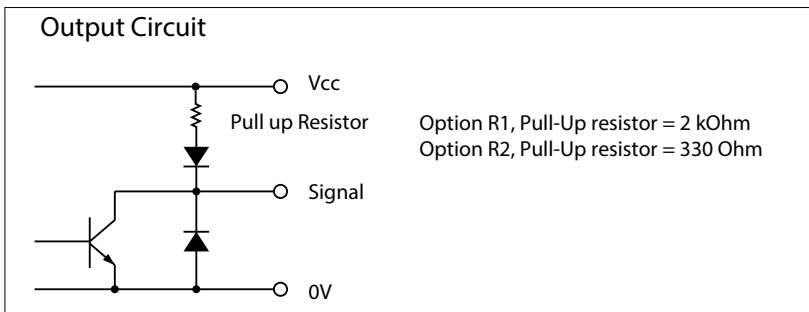 Output Circuit
Vcc
Pull up Resistor
Option R1, Pull-Up resistor = 2 kOhm
Option R2, Pull-Up resistor = 330 Ohm
Signal
0V